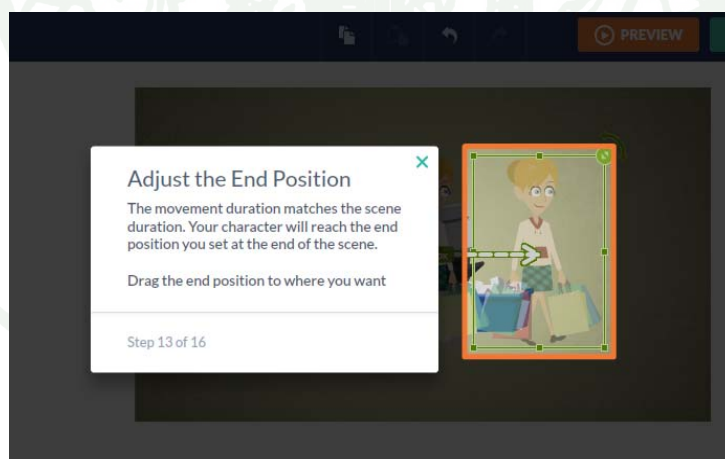 PREVIEW
Adjust the End Position
The movement duration matches the scene
duration. Your character will reach the end
position you set at the end of the scene.
Drag the end position to where you want
Step 13 of 16